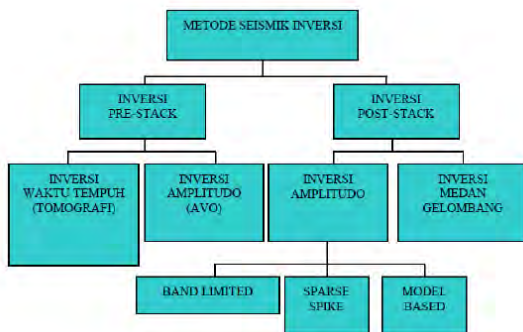 METODE SEISMIK INVERSI
INVERSI
PRE-STACK
INVERSI
POST-STACK
INVERSI
WAKTU TEMPUH
(TOMOGRAFI)
INVERSI
AMPLITUDO
(AVO)
INVERSI
AMPLITUDO
INVERSI
MEDAN
GELOMBANG
BAND LIMITED
SPARSE
SPIKE
MODEL
BASED